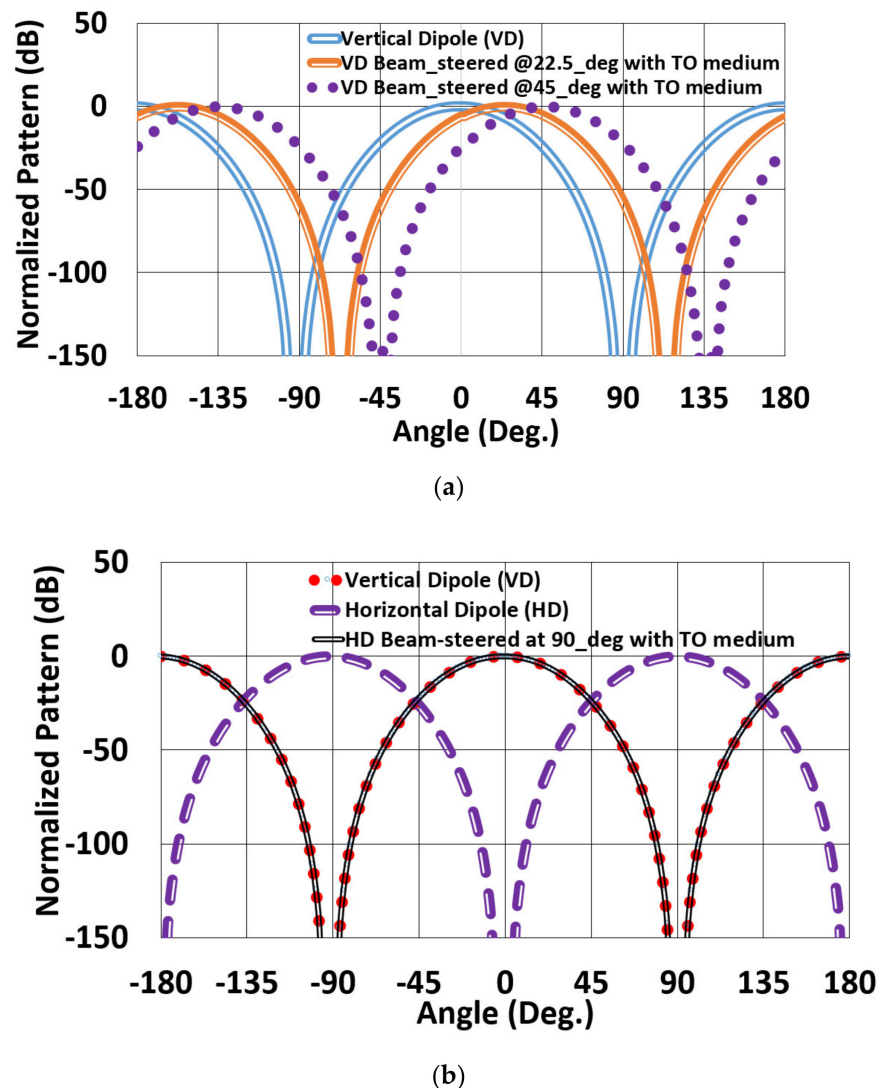 50
0
-50
-100
-150
Normalized Pattern (dB)
Vertical Dipole (VD)
VD Beam_steered @22.5_deg with TO medium
VD Beam_steered @45_deg with TO medium
-180 -135 -90 -45 0 45 90 135 180
Angle (Deg.)
(a)
50
0
-50
-100
-150
Normalized Pattern (dB)
Vertical Dipole (VD)
Horizontal Dipole (HD)
HD Beam-steered at 90_deg with TO medium
-180 -135 -90 -45 0 45 90 135 180
Angle (Deg.)
(b)